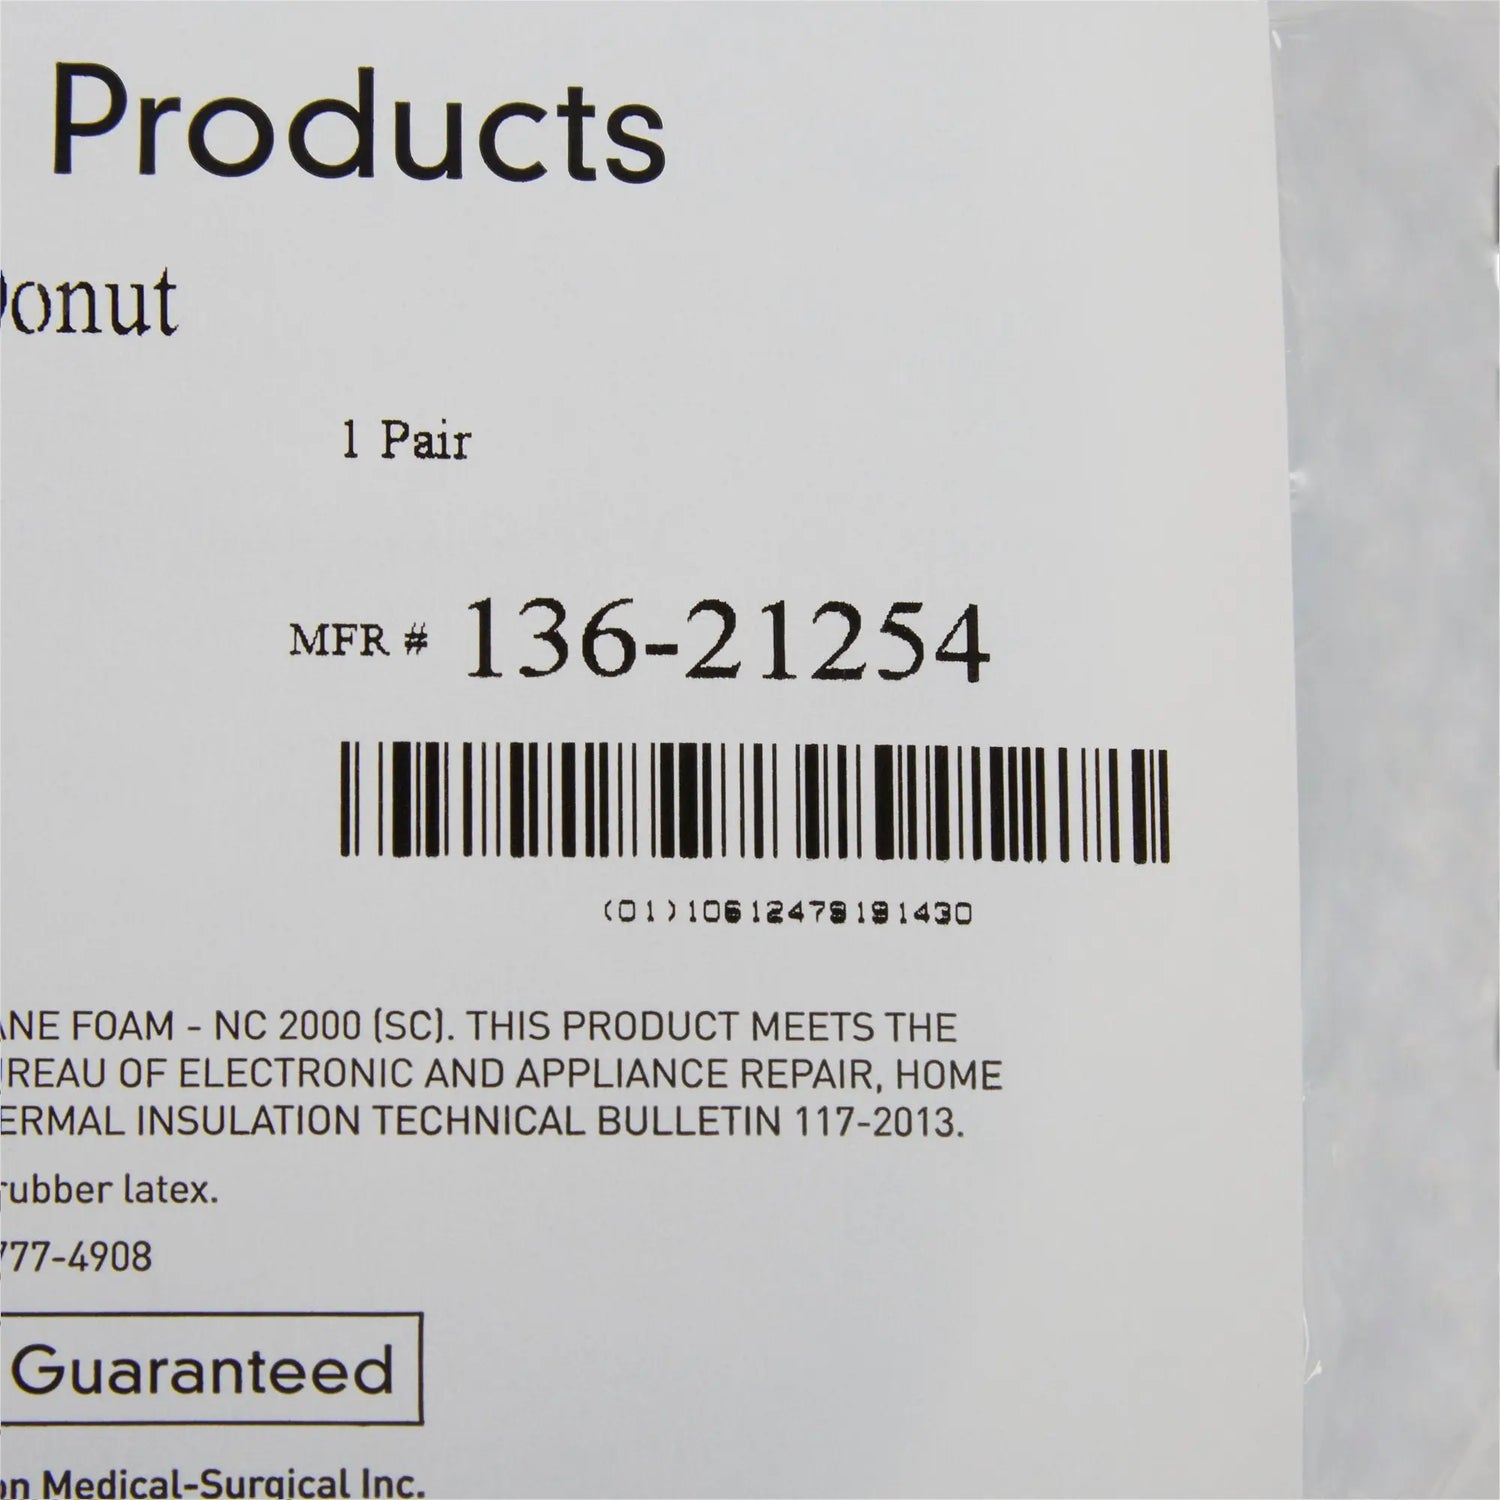 Products
Donut
1 Pair
MFR # 136-21254
(01)10612479191430
ANE FOAM - NC 2000 (SC). THIS PRODUCT MEETS THE
UREAU OF ELECTRONIC AND APPLIANCE REPAIR, HOME
ERMAL INSULATION TECHNICAL BULLETIN 117-2013.
rubber latex.
777-4908
Guaranteed
on Medical-Surgical Inc.